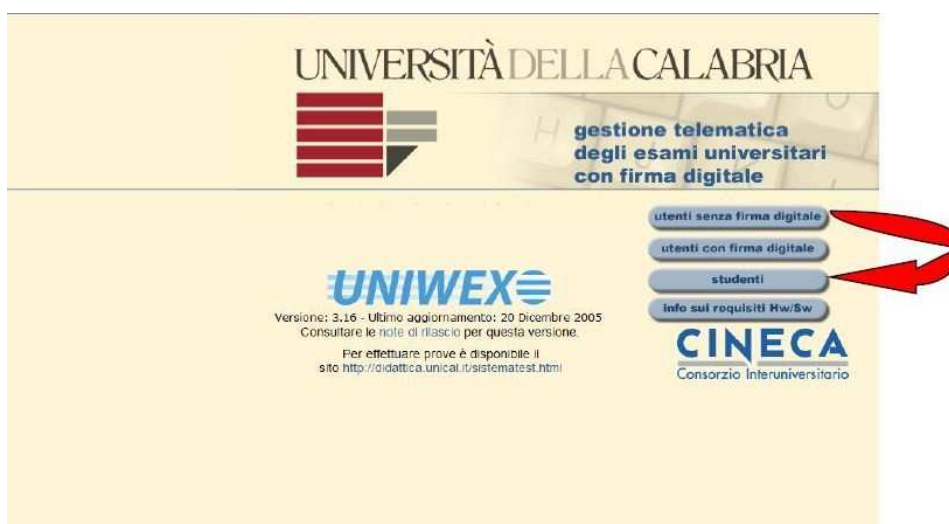 UNIVERSITÀ DELLA CALABRIA
gestione telematica
degli esami universitari
con firma digitale
utenti senza firma digitale
utenti con firma digitale
studenti
info sui requisiti Hw/Sw
UNIWEX
Versione: 3.16 - Ultimo aggiornamento: 20 Dicembre 2005
Consultare le note di rilascio per questa versione.
Per effettuare prove è disponibile il
sito http://didattica.unical.it/sistematest.html
CINECA
Consorzio Interuniversitario